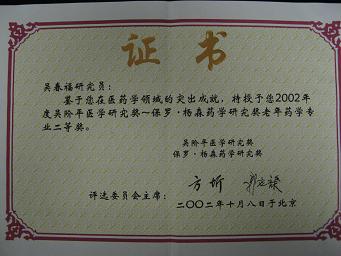 证书
吴春福研究员:
鉴于您在医药学领域的突出成就,特授予您2002年
度吴阶平医学研究奖~保罗·杨森药学研究奖老年药学专
业二等奖。
吴阶平医学研究奖
保罗·杨森药学研究奖
评选委员会主席:
方圻
二〇〇二年十月八日于北京